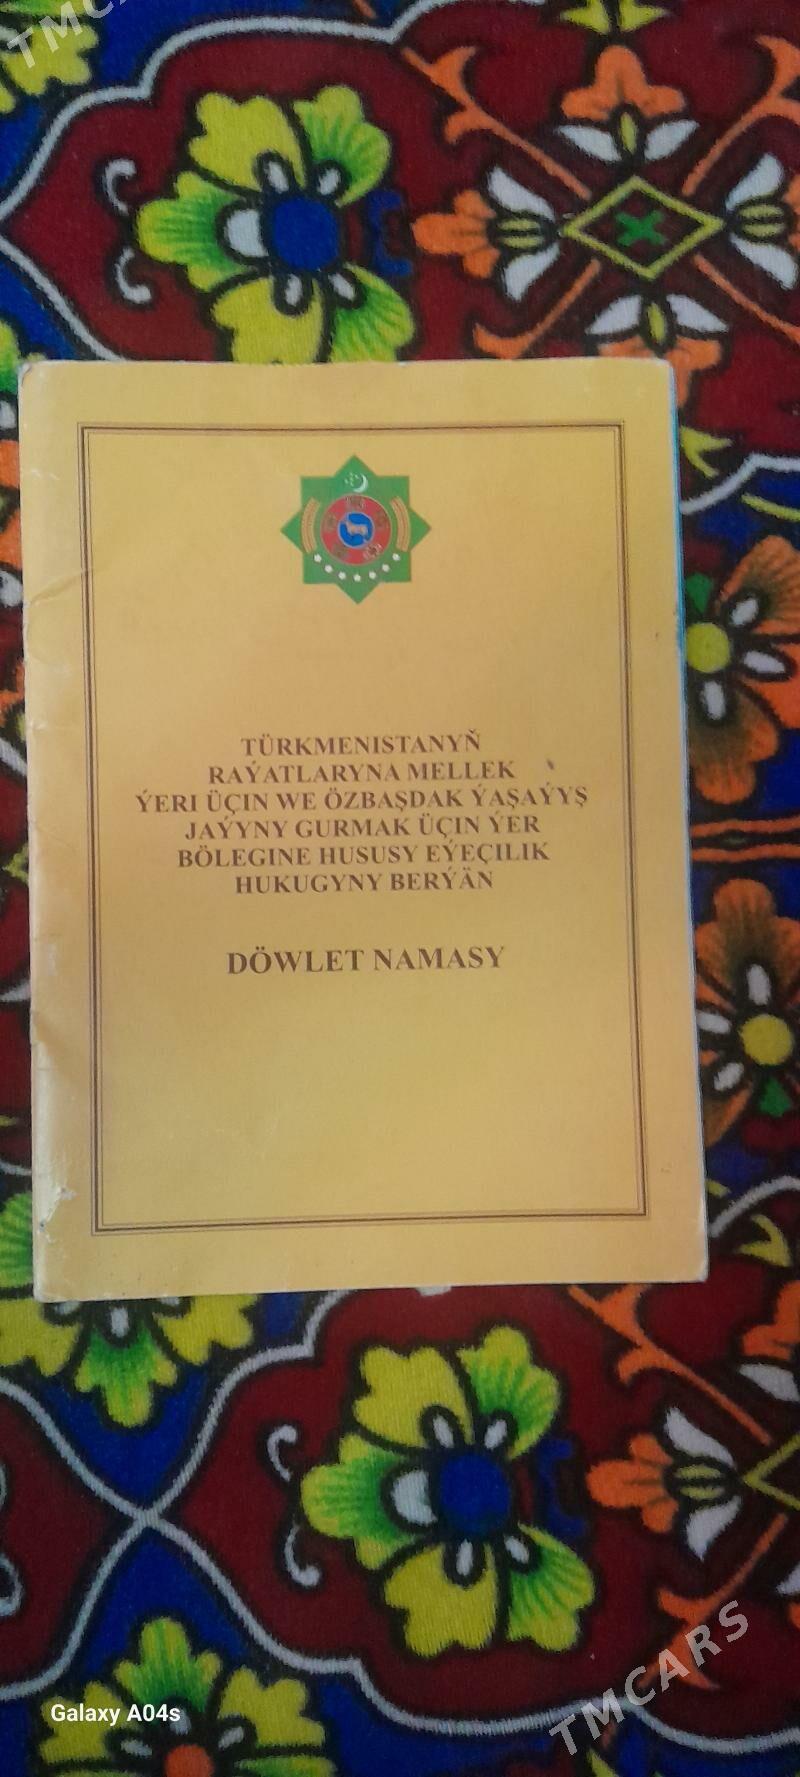 TMCA
TÜRKMENISTANYŇ
RAÝATLARYNA MELLEK
ÝERI ÜÇIN WE ÖZBAŞDAK ÝAŞAÝYŞ
JAÝYNY GURMAK ÜÇIN ÝER
BÖLEGINE HUSUSY EÝEÇILIK
HUKUGYNY BERÝÄN
DÖWLET NAMASY
Galaxy A04s
TMCARS